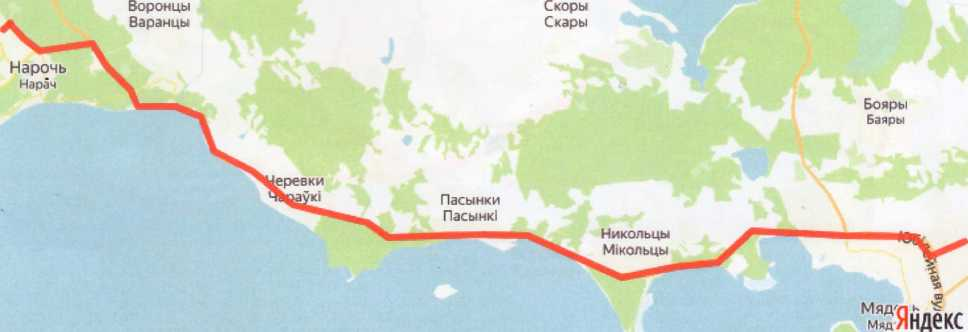 Воронцы
Варанцы
Скоры
Скары
Нарочь
Нарач
Бояры
Баяры
Черевки
Чараўкі
Пасынки
Пасынкі
Никольцы
Мікольцы
Яндекс